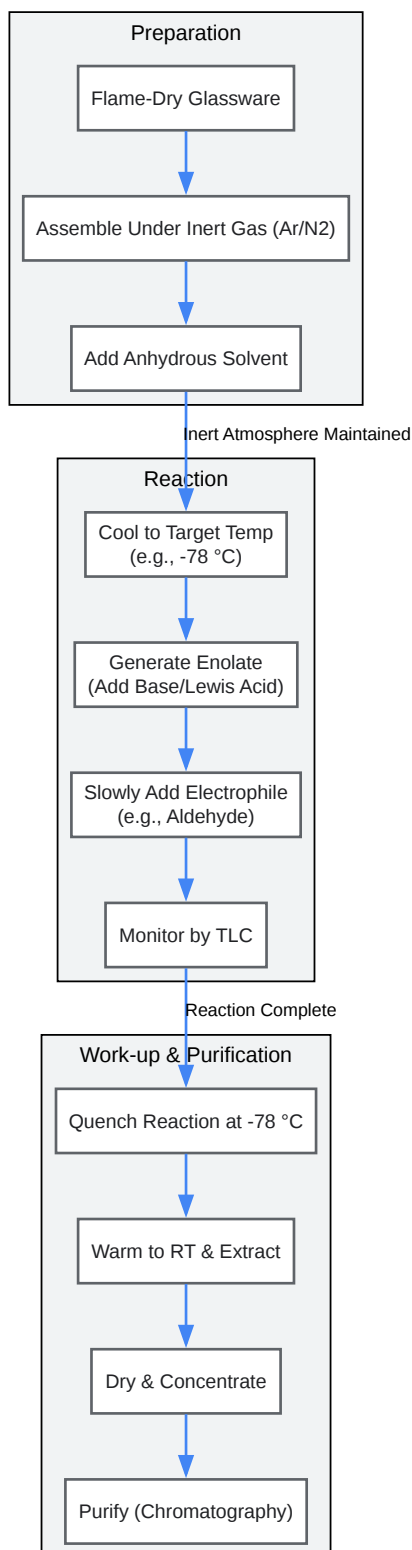 Preparation
Flame-Dry Glassware
Assemble Under Inert Gas (Ar/N2)
Add Anhydrous Solvent
Inert Atmosphere Maintained
Reaction
Cool to Target Temp
(e.g., -78 °C)
Generate Enolate
(Add Base/Lewis Acid)
Slowly Add Electrophile
(e.g., Aldehyde)
Monitor by TLC
Reaction Complete
Work-up & Purification
Quench Reaction at -78 °C
Warm to RT & Extract
Dry & Concentrate
Purify (Chromatography)